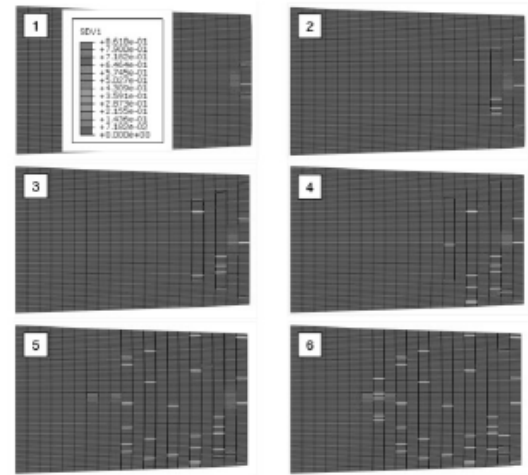 1
SDV1
+8.618e-01
+7.900e-01
+7.182e-01
+6.464e-01
+5.745e-01
+5.027e-01
+4.309e-01
+3.591e-01
+2.873e-01
+2.155e-01
+1.436e-01
+7.182e-02
+0.000e+00
2
3
4
5
6